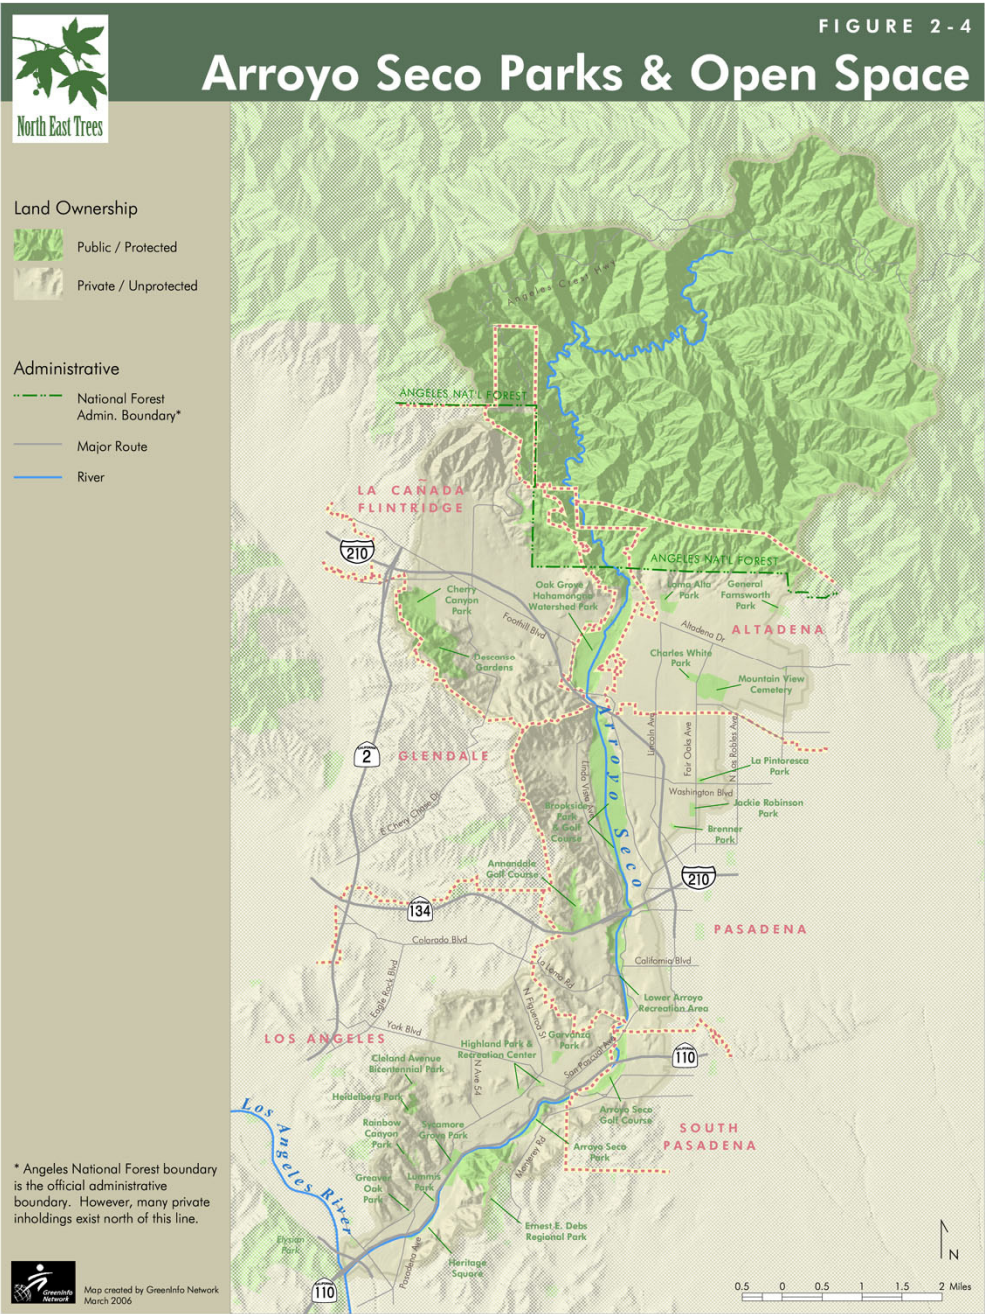 FIGURE 2-4
Arroyo Seco Parks & Open Space
North East Trees
Land Ownership
Public / Protected
Private / Unprotected
Administrative
National Forest
Admin. Boundary*
Major Route
River
* Angeles National Forest boundary
is the official administrative
boundary. However, many private
inholdings exist north of this line.
GreenInfo
Network
Map created by GreenInfo Network
March 2006
Angeles Crest Hwy
ANGELES NAT'L FOREST
LA CAÑADA
FLINTRIDGE
210
ANGELES NAT'L FOREST
Cherry
Canyon
Park
Oak Grove /
Hahamongna
Watershed Park
Loma Alta
Park
General
Farnsworth
Park
Foothill Blvd
Altadena Dr
ALTADENA
Descanso
Gardens
Charles White
Park
Mountain View
Cemetery
Arroyo Seco
Lincoln Ave
Fair Oaks Ave
N Los Robles Ave
CALIFORNIA
2
GLENDALE
Linda Vista Ave
La Pintoresca
Park
Washington Blvd
E Chevy Chase Dr
Brookside
Park
& Golf
Course
Jackie Robinson
Park
Brenner
Park
Annandale
Golf Course
210
CALIFORNIA
134
PASADENA
Colorado Blvd
La Loma Rd
California Blvd
Eagle Rock Blvd
N Figueroa St
Lower Arroyo
Recreation Area
York Blvd
LOS ANGELES
Garvanza
Park
San Pascual Ave
Highland Park &
Recreation Center
CALIFORNIA
110
Cleland Avenue
Bicentennial Park
N Ave 54
Heidelberg Park
Los Angeles River
Arroyo Seco
Golf Course
Rainbow
Canyon
Park
Sycamore
Grove Park
SOUTH
PASADENA
Arroyo Seco
Park
Monterey Rd
Greayer
Oak
Park
Lummis
Park
Ernest E. Debs
Regional Park
Elysian
Park
Pasadena Ave
Heritage
Square
CALIFORNIA
110
N
0.5 0 0.5 1 1.5 2 Miles